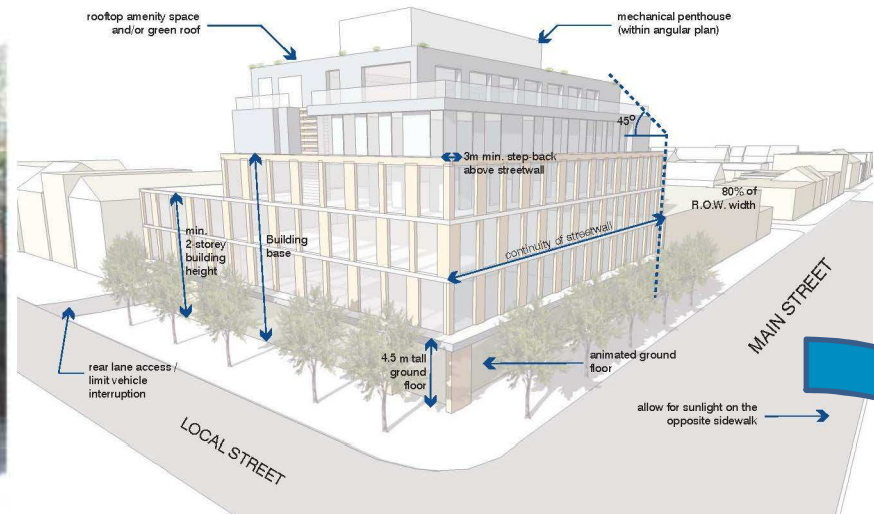 rooftop amenity space
and/or green roof
mechanical penthouse
(within angular plan)
45°
3m min. step-back
above streetwall
80% of
R.O.W. width
min.
2-storey
building
height
Building
base
continuity of streetwall
MAIN STREET
4.5 m tall
ground
floor
animated ground
floor
rear lane access /
limit vehicle
interruption
allow for sunlight on the
opposite sidewalk
LOCAL STREET